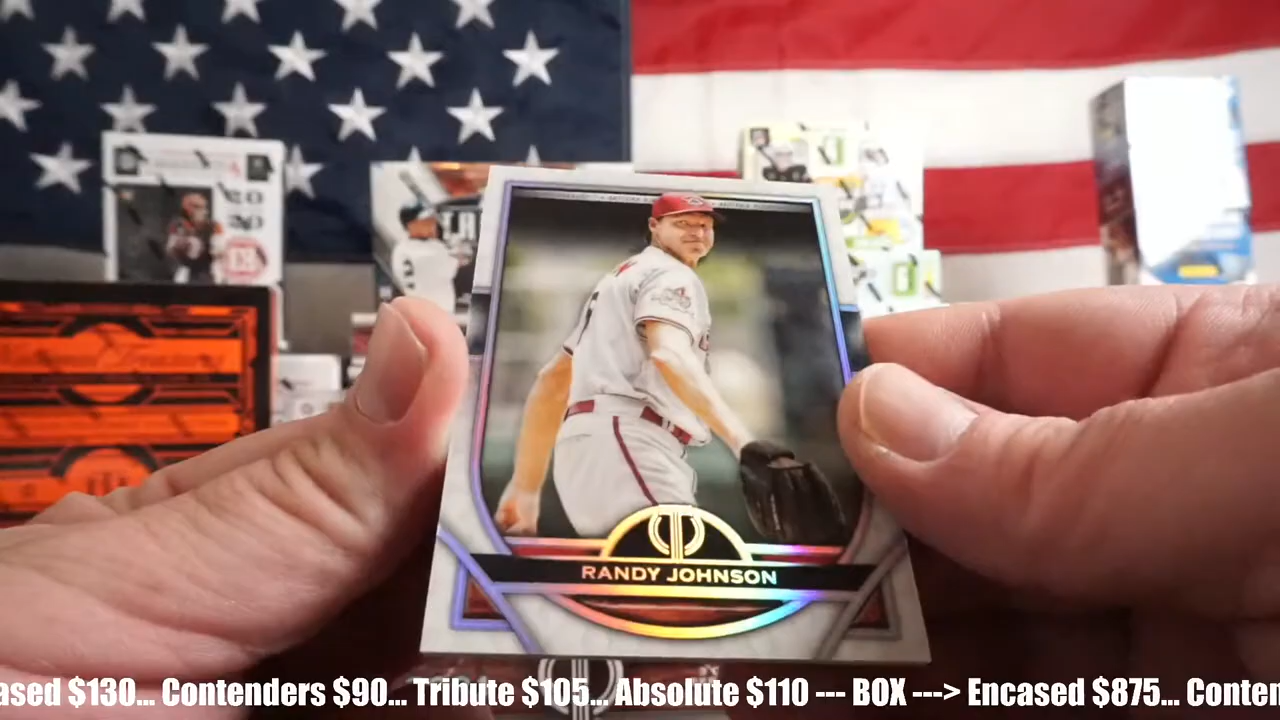 RANDY JOHNSON
ased $130... Contenders $90... Tribute $105... Absolute $110 --- BOX ---> Encased $875... Conten